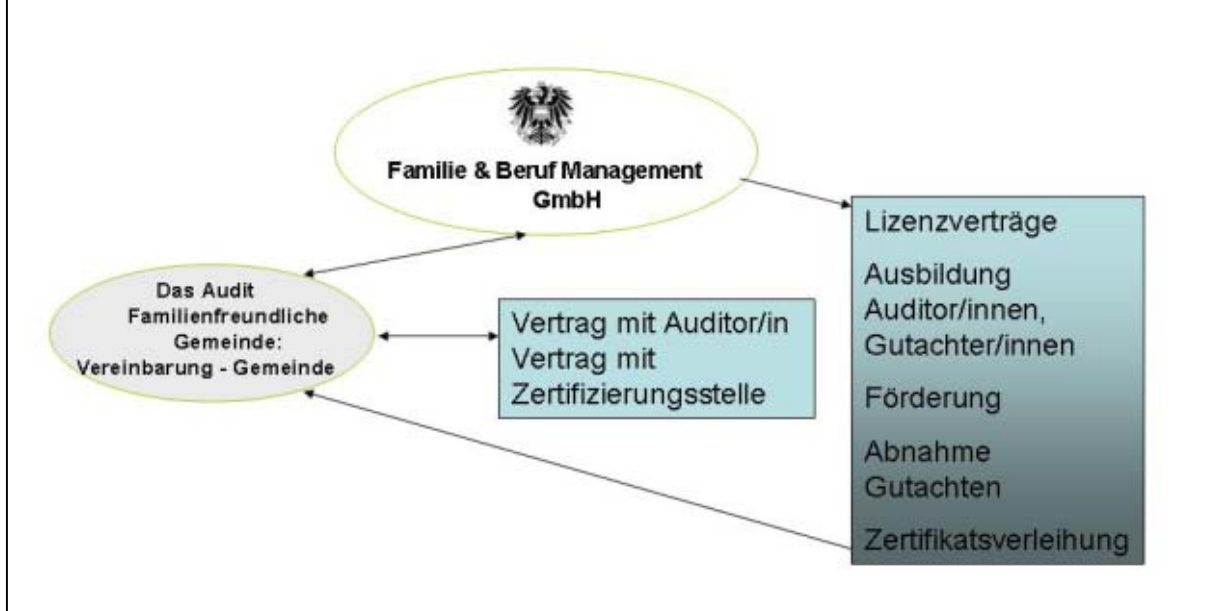 Familie & Beruf Management
GmbH
Lizenzverträge
Ausbildung
Auditor/innen,
Gutachter/innen
Förderung
Abnahme
Gutachten
Zertifikatsverleihung
Das Audit
Familienfreundliche
Gemeinde:
Vereinbarung - Gemeinde
Vertrag mit Auditor/in
Vertrag mit
Zertifizierungsstelle